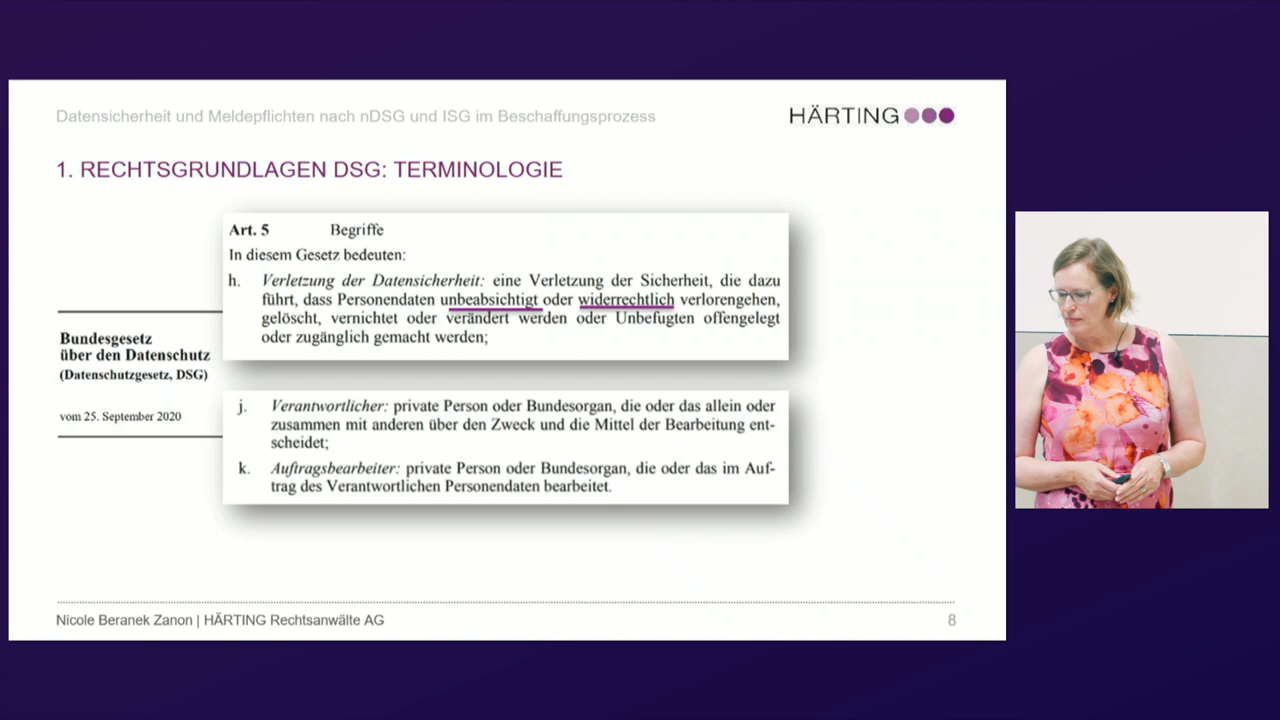 Datensicherheit und Meldepflichten nach nDSG und ISG im Beschaffungsprozess
HÄRTING
1. RECHTSGRUNDLAGEN DSG: TERMINOLOGIE
Art. 5 Begriffe
In diesem Gesetz bedeuten:
h. Verletzung der Datensicherheit: eine Verletzung der Sicherheit, die dazu
führt, dass Personendaten unbeabsichtigt oder widerrechtlich verlorengehen,
gelöscht, vernichtet oder verändert werden oder Unbefugten offengelegt
oder zugänglich gemacht werden;
Bundesgesetz
über den Datenschutz
(Datenschutzgesetz, DSG)
vom 25. September 2020
j. Verantwortlicher: private Person oder Bundesorgan, die oder das allein oder
zusammen mit anderen über den Zweck und die Mittel der Bearbeitung ent-
scheidet;
k. Auftragsbearbeiter: private Person oder Bundesorgan, die oder das im Auf-
trag des Verantwortlichen Personendaten bearbeitet.
Nicole Beranek Zanon | HÄRTING Rechtsanwälte AG
8